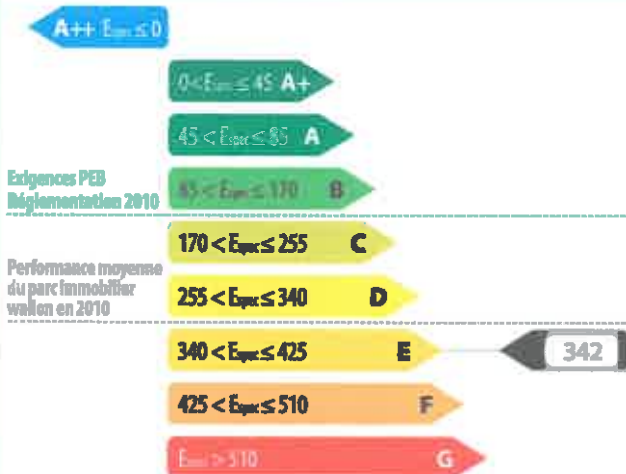 A++ Espec ≤ 0
0 < Espec ≤ 45 A+
45 < Espec ≤ 85 A
Exigences PEB
Réglementation 2010
85 < Espec ≤ 170 B
170 < Espec ≤ 255 C
Performance moyenne
du parc immobilier
wallon en 2010
255 < Espec ≤ 340 D
340 < Espec ≤ 425 E
342
425 < Espec ≤ 510 F
Espec > 510 G